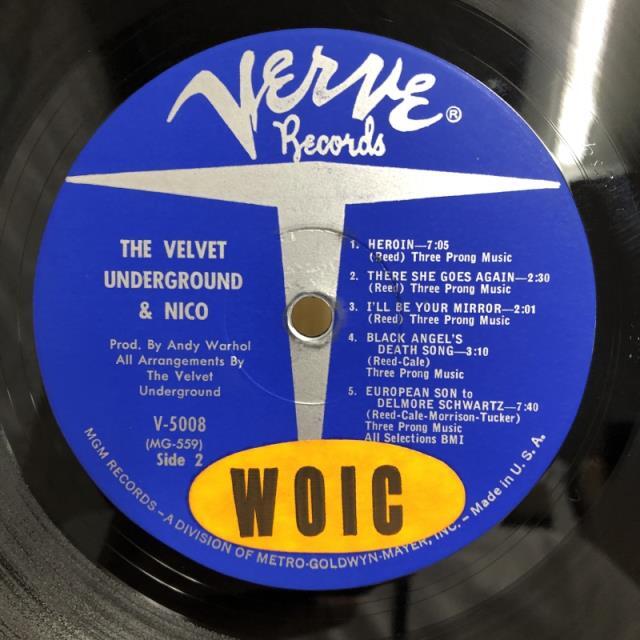 VERVE®
Records
THE VELVET
UNDERGROUND
& NICO
Prod. By Andy Warhol
All Arrangements By
The Velvet
Underground
V-5008
(MG-559)
Side 2
1. HEROIN—7:05
(Reed) Three Prong Music
2. THERE SHE GOES AGAIN—2:30
(Reed) Three Prong Music
3. I'LL BE YOUR MIRROR—2:01
(Reed) Three Prong Music
4. BLACK ANGEL'S
DEATH SONG—3:10
(Reed-Cale)
Three Prong Music
5. EUROPEAN SON to
DELMORE SCHWARTZ—7:40
(Reed-Cale-Morrison-Tucker)
Three Prong Music
All Selections BMI
WOIC
MGM RECORDS – A DIVISION OF METRO-GOLDWYN-MAYER, INC. – Made in U.S.A.